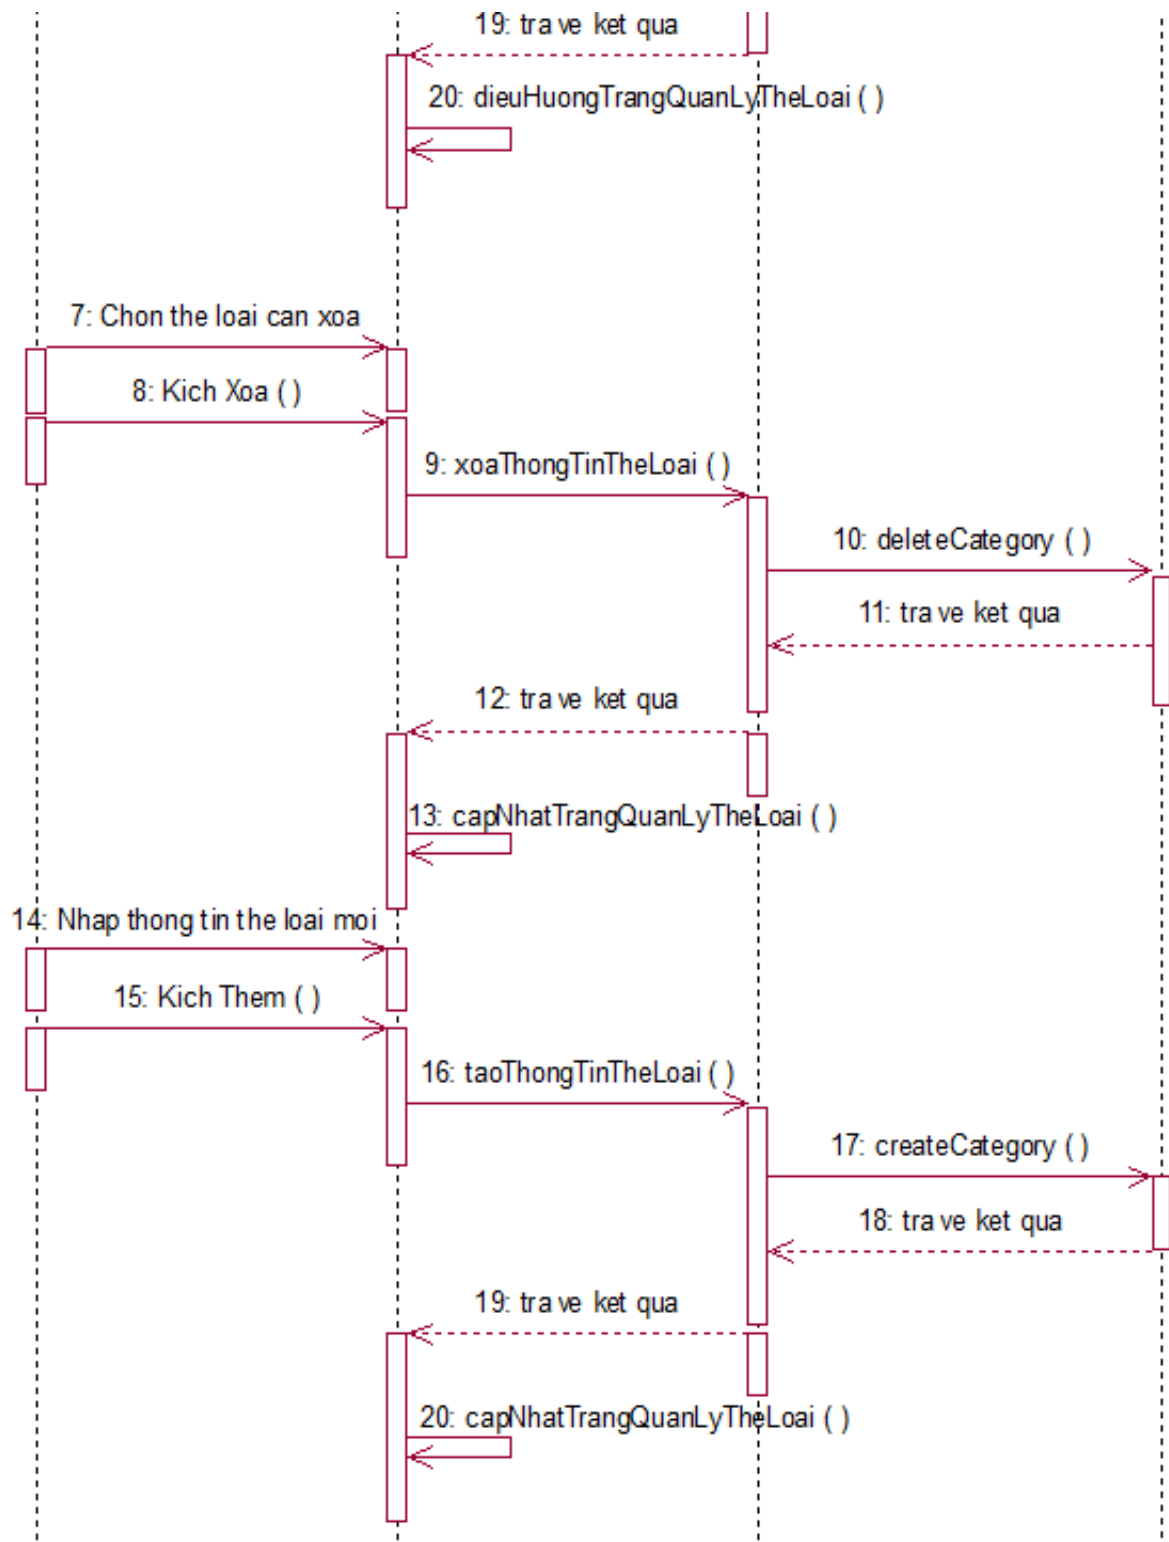 19: tra ve ket qua
20: dieuHuongTrangQuanLyTheLoai ( )
7: Chon the loai can xoa
8: Kich Xoa ( )
9: xoaThongTinTheLoai ( )
10: deleteCategory ( )
11: tra ve ket qua
12: tra ve ket qua
13: capNhatTrangQuanLyTheLoai ( )
14: Nhap thong tin the loai moi
15: Kich Them ( )
16: taoThongTinTheLoai ( )
17: createCategory ( )
18: tra ve ket qua
19: tra ve ket qua
20: capNhatTrangQuanLyTheLoai ( )